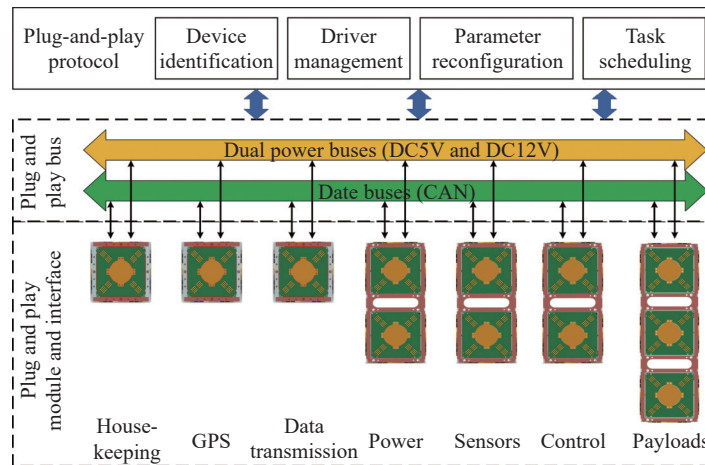 Plug-and-play
protocol
Device
identification
Driver
management
Parameter
reconfiguration
Task
scheduling
Plug and
play bus
Dual power buses (DC5V and DC12V)
Date buses (CAN)
Plug and play
module and interface
House-
keeping
GPS
Data
transmission
Power
Sensors
Control
Payloads